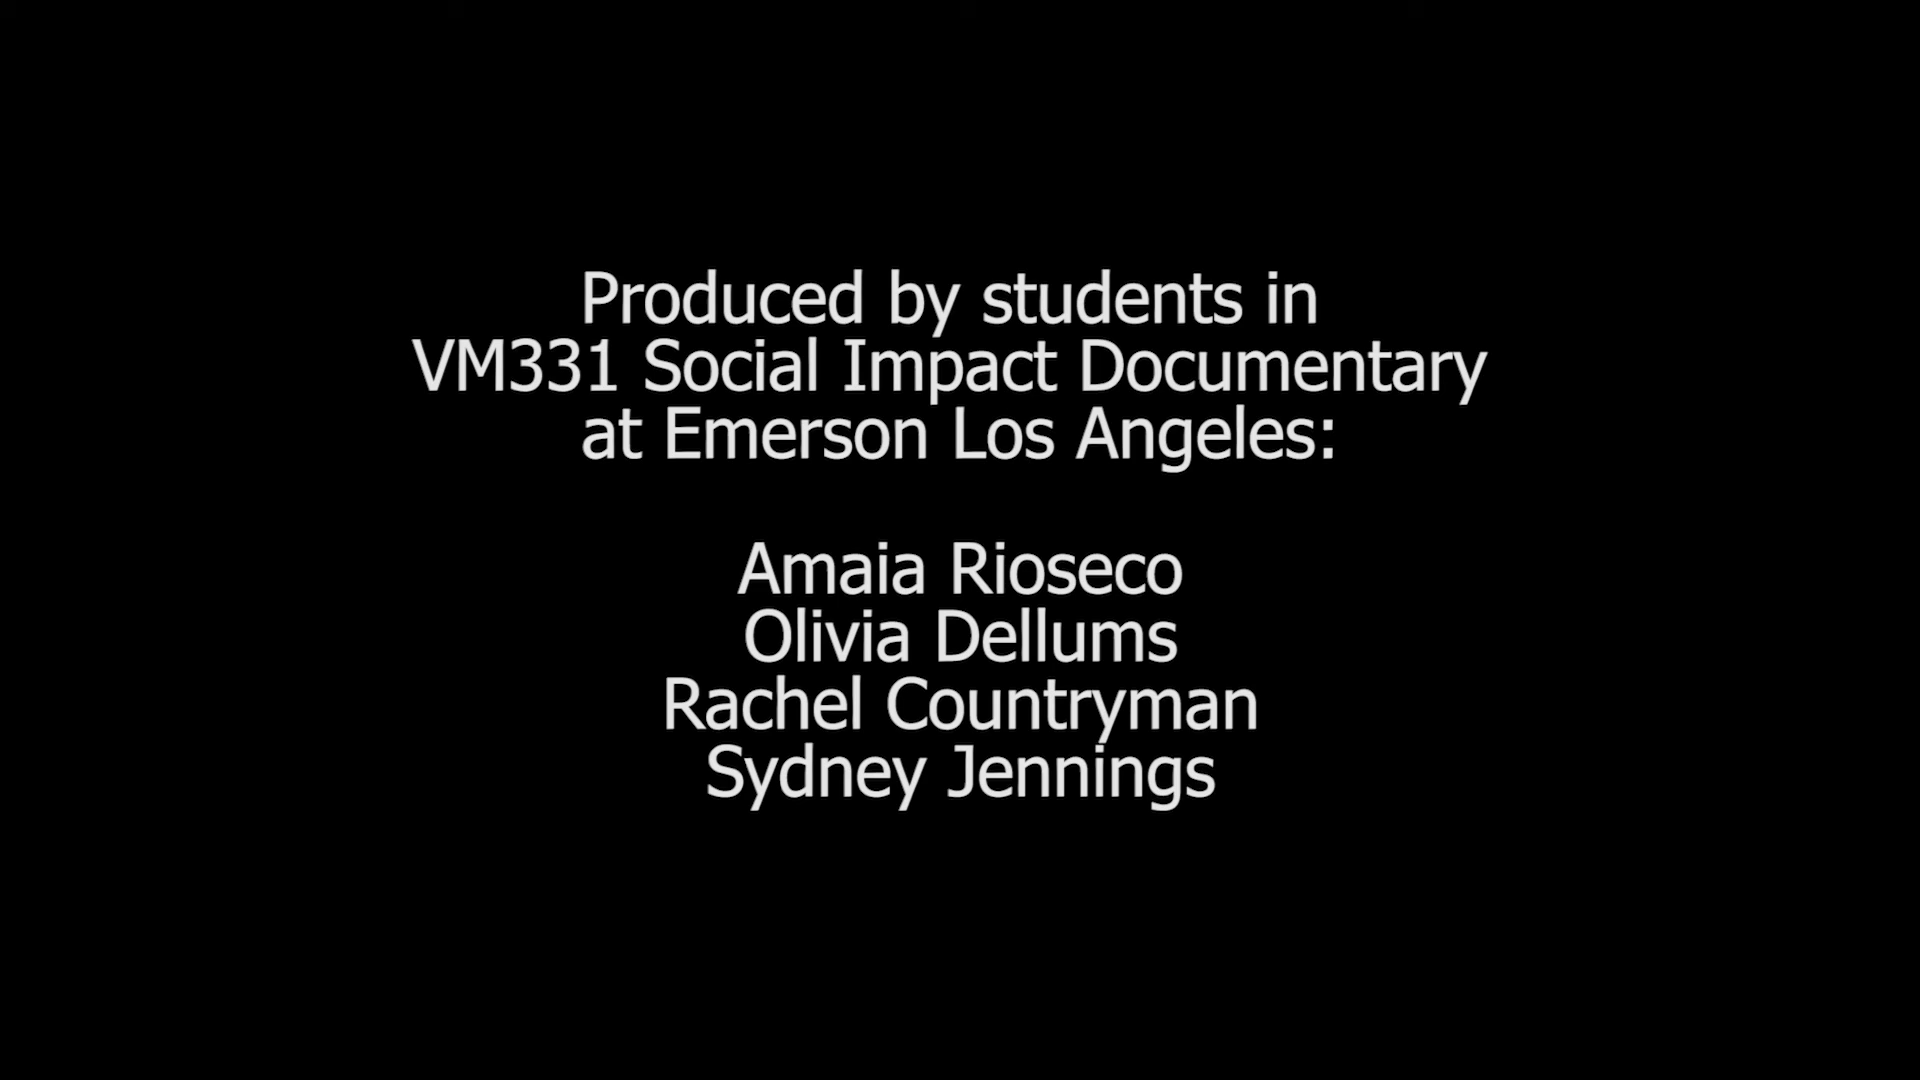 Produced by students in
VM331 Social Impact Documentary
at Emerson Los Angeles:
Amaia Rioseco
Olivia Dellums
Rachel Countryman
Sydney Jennings